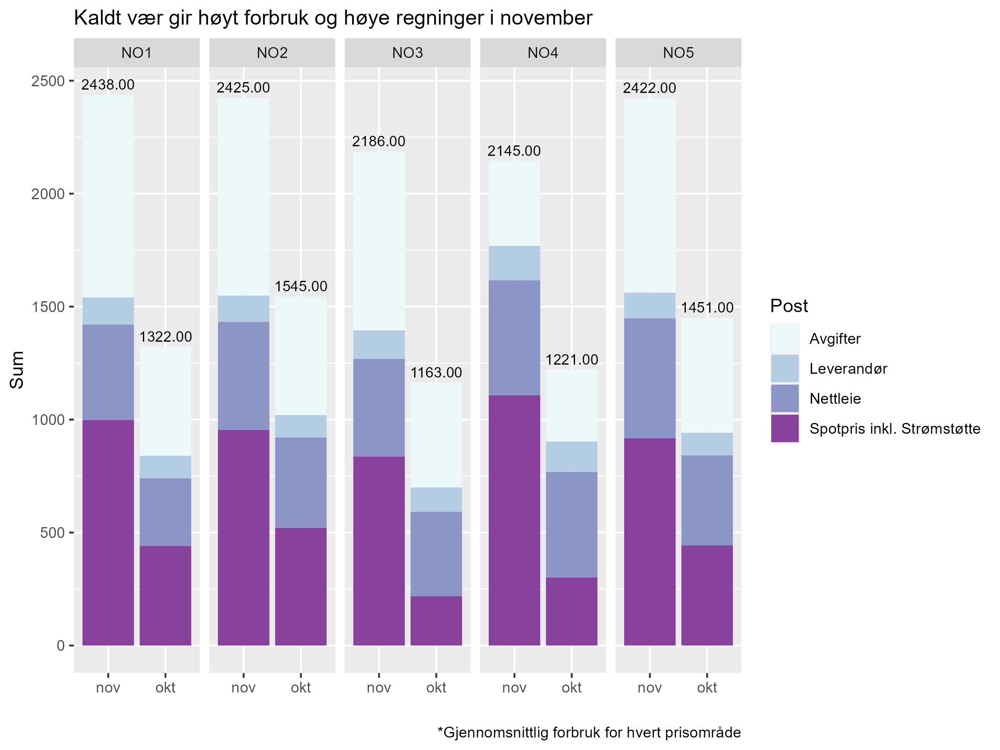 Kaldt vær gir høyt forbruk og høye regninger i november
NO1 NO2 NO3 NO4 NO5
2500
2438.00 2425.00 2186.00 2145.00 2422.00
2000
1545.00
1500
1322.00 1163.00 1221.00 1451.00
1000
500
0
Sum
nov okt nov okt nov okt nov okt nov okt
Post
Avgifter
Leverandør
Nettleie
Spotpris inkl. Strømstøtte
*Gjennomsnittlig forbruk for hvert prisområde